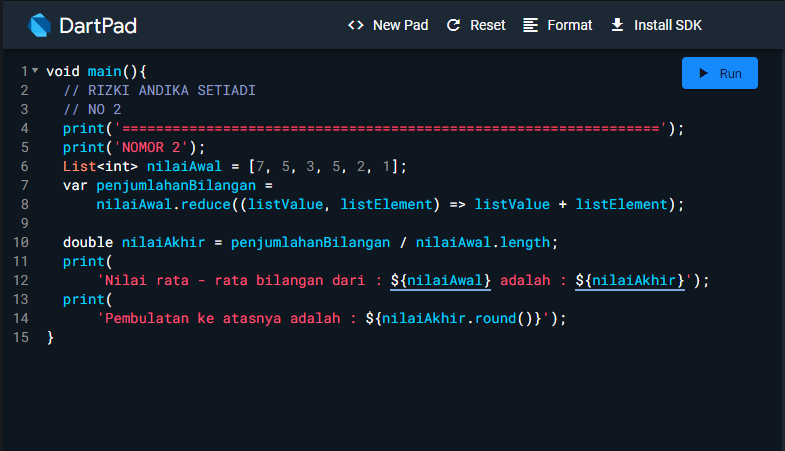 DartPad
<> New Pad Reset Format Install SDK
Run
1 void main(){
2 // RIZKI ANDIKA SETIADI
3 // NO 2
4 print('================================================================');
5 print('NOMOR 2');
6 List<int> nilaiAwal = [7, 5, 3, 5, 2, 1];
7 var penjumlahanBilangan =
8 nilaiAwal.reduce((listValue, listElement) => listValue + listElement);
9
10 double nilaiAkhir = penjumlahanBilangan / nilaiAwal.length;
11 print(
12 'Nilai rata - rata bilangan dari : ${nilaiAwal} adalah : ${nilaiAkhir}');
13 print(
14 'Pembulatan ke atasnya adalah : ${nilaiAkhir.round()}');
15 }